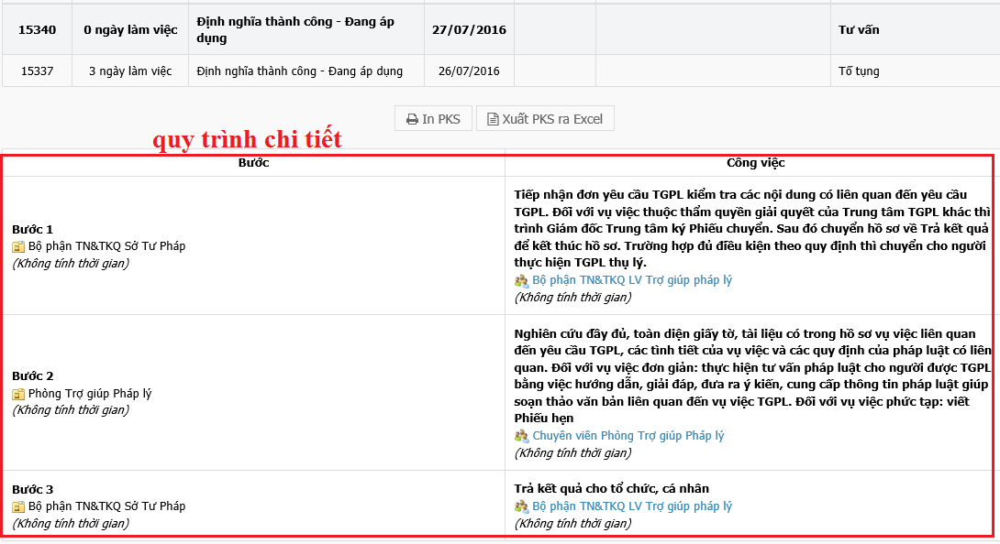 15340 0 ngày làm việc Định nghĩa thành công - Đang áp dụng 27/07/2016 Tư vấn
15337 3 ngày làm việc Định nghĩa thành công - Đang áp dụng 26/07/2016 Tố tụng
In PKS Xuất PKS ra Excel
quy trình chi tiết
Bước Công việc
Bước 1
Bộ phận TN&TKQ Sở Tư Pháp
(Không tính thời gian)
Tiếp nhận đơn yêu cầu TGPL kiểm tra các nội dung có liên quan đến yêu cầu
TGPL. Đối với vụ việc thuộc thẩm quyền giải quyết của Trung tâm TGPL khác thì
trình Giám đốc Trung tâm ký Phiếu chuyển. Sau đó chuyển hồ sơ về Trả kết quả
để kết thúc hồ sơ. Trường hợp đủ điều kiện theo quy định thì chuyển cho người
thực hiện TGPL thụ lý.
Bộ phận TN&TKQ LV Trợ giúp pháp lý
(Không tính thời gian)
Bước 2
Phòng Trợ giúp Pháp lý
(Không tính thời gian)
Nghiên cứu đầy đủ, toàn diện giấy tờ, tài liệu có trong hồ sơ vụ việc liên quan
đến yêu cầu TGPL, các tình tiết của vụ việc và các quy định của pháp luật có liên
quan. Đối với vụ việc đơn giản: thực hiện tư vấn pháp luật cho người được TGPL
bằng việc hướng dẫn, giải đáp, đưa ra ý kiến, cung cấp thông tin pháp luật giúp
soạn thảo văn bản liên quan đến vụ việc TGPL. Đối với vụ việc phức tạp: viết
Phiếu hẹn
Chuyên viên Phòng Trợ giúp Pháp lý
(Không tính thời gian)
Bước 3
Bộ phận TN&TKQ Sở Tư Pháp
(Không tính thời gian)
Trả kết quả cho tổ chức, cá nhân
Bộ phận TN&TKQ LV Trợ giúp pháp lý
(Không tính thời gian)